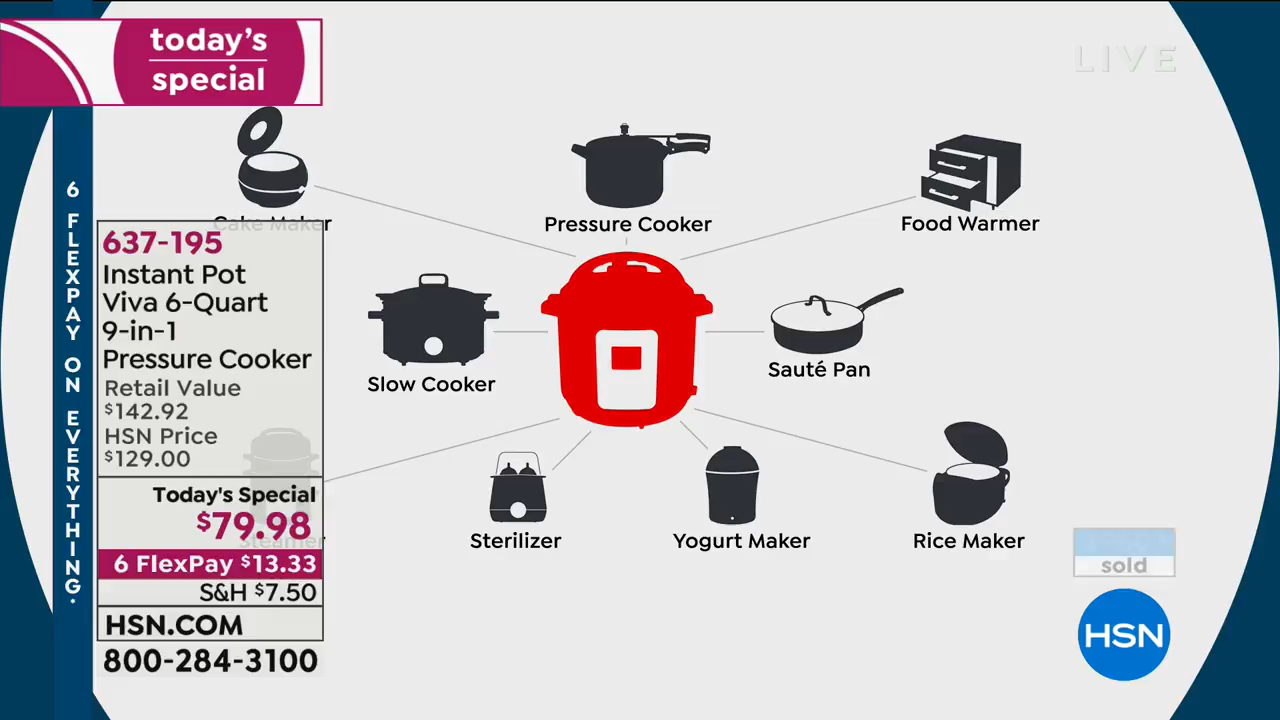 today's
special
LIVE
6 FLEXPAY ON EVERYTHING.
Cake Maker
Pressure Cooker
Food Warmer
637-195
Instant Pot
Viva 6-Quart
9-in-1
Pressure Cooker
Retail Value
$142.92
HSN Price
$129.00
Slow Cooker
Sauté Pan
Today's Special
$79.98
6 FlexPay $13.33
S&H $7.50
HSN.COM
800-284-3100
Steamer
Sterilizer
Yogurt Maker
Rice Maker
sold
HSN